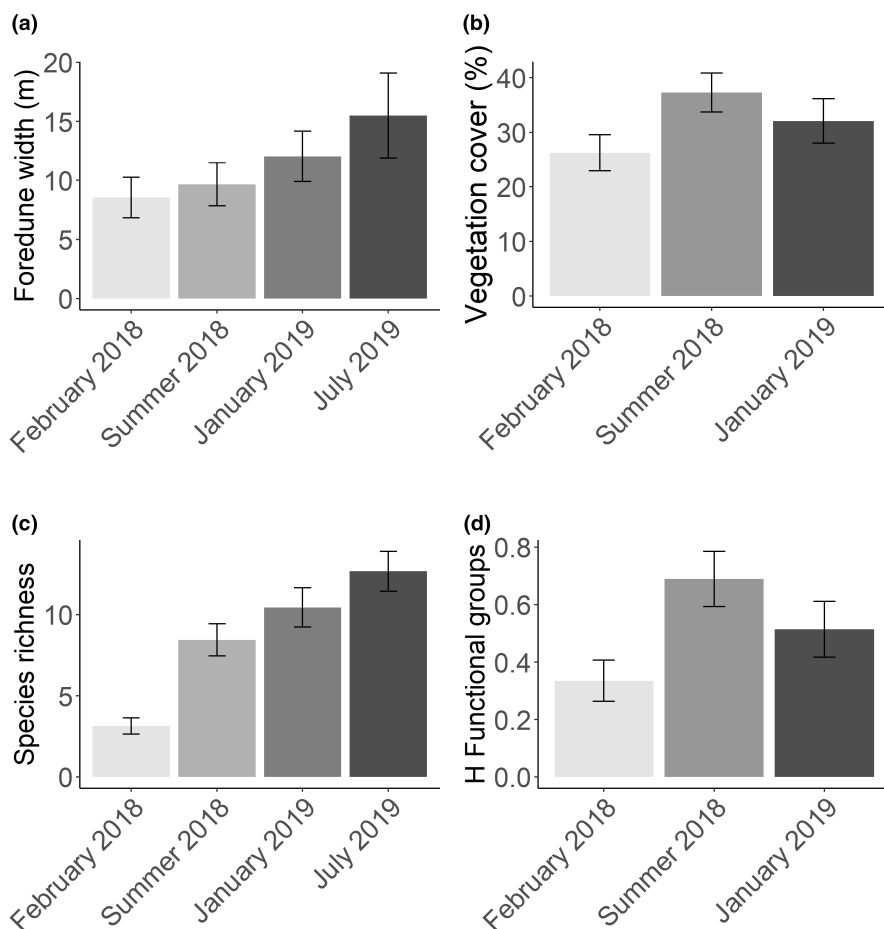 (a)
Foredune width (m)
20
15
10
5
0
February 2018
Summer 2018
January 2019
July 2019
(b)
Vegetation cover (%)
40
30
20
10
0
February 2018
Summer 2018
January 2019
(c)
Species richness
10
5
0
February 2018
Summer 2018
January 2019
July 2019
(d)
H Functional groups
0.8
0.6
0.4
0.2
0.0
February 2018
Summer 2018
January 2019